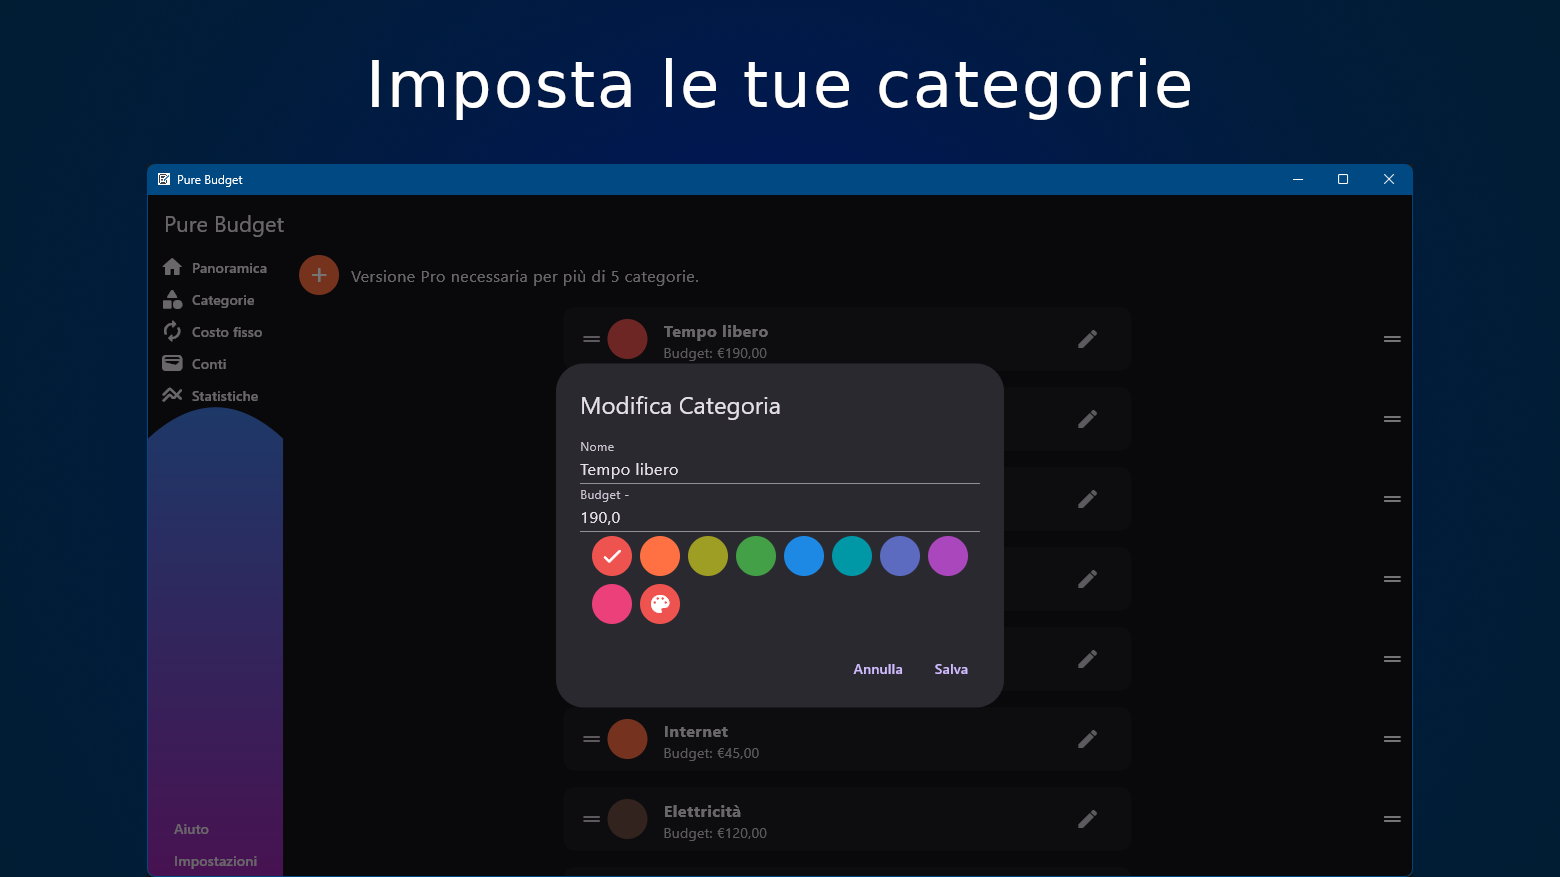 Imposta le tue categorie
Pure Budget
Pure Budget
Panoramica
Categorie
Costo fisso
Conti
Statistiche
Aiuto
Impostazioni
Versione Pro necessaria per più di 5 categorie.
Tempo libero
Budget: €190,00
Modifica Categoria
Nome
Tempo libero
Budget -
190,0
Annulla Salva
Internet
Budget: €45,00
Elettricità
Budget: €120,00